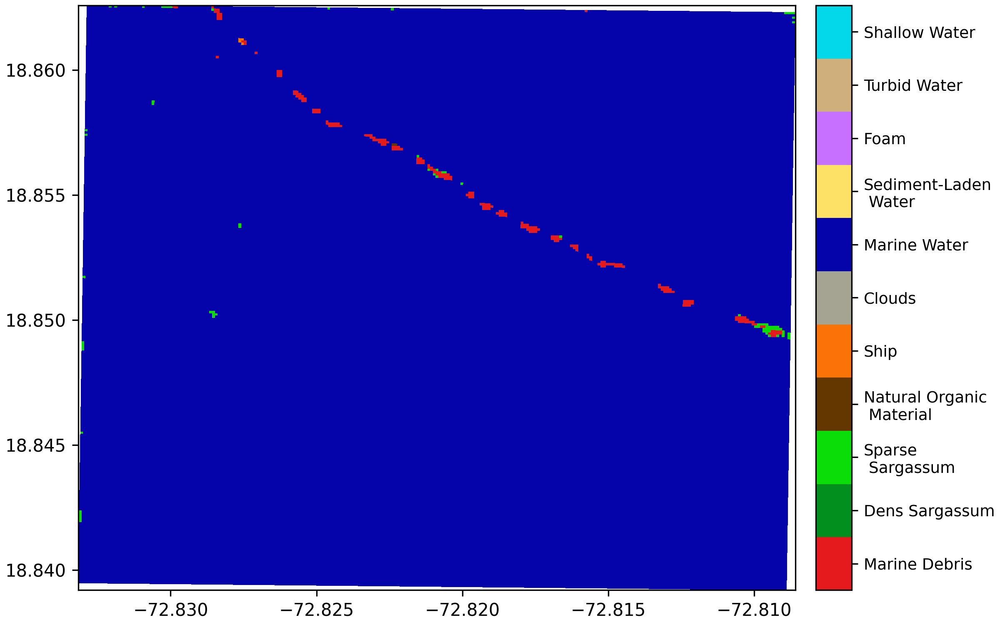 18.860
18.855
18.850
18.845
18.840
−72.830
−72.825
−72.820
−72.815
−72.810
Shallow Water
Turbid Water
Foam
Sediment-Laden
Water
Marine Water
Clouds
Ship
Natural Organic
Material
Sparse
Sargassum
Dens Sargassum
Marine Debris